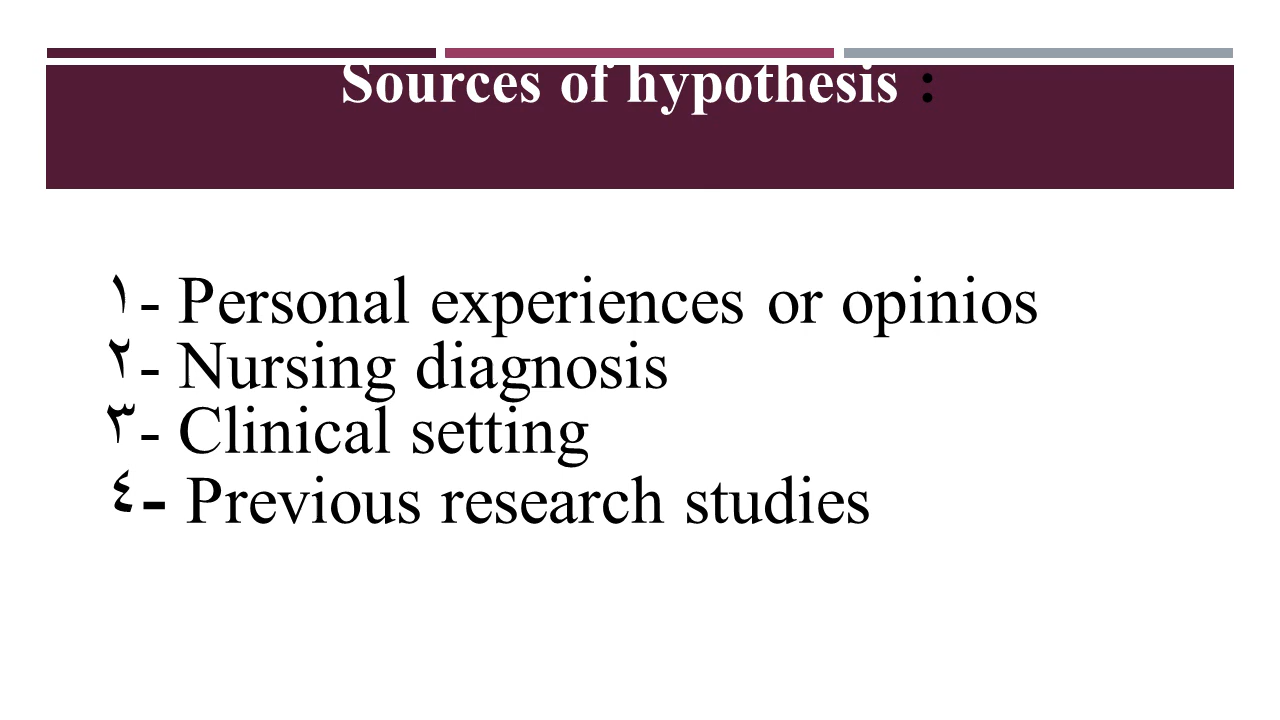 Sources of hypothesis :
١- Personal experiences or opinios
٢- Nursing diagnosis
٣- Clinical setting
٤- Previous research studies